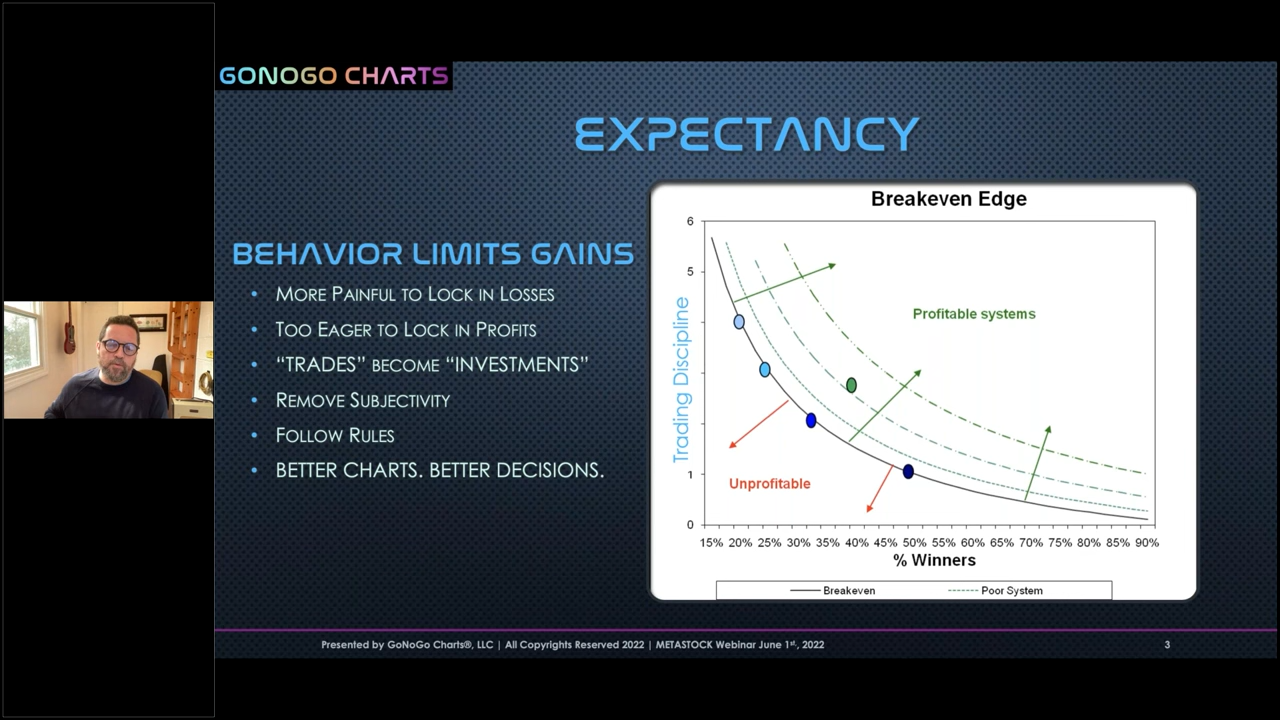 GONOGO CHARTS
EXPECTANCY
BEHAVIOR LIMITS GAINS
• MORE PAINFUL TO LOCK IN LOSSES
• TOO EAGER TO LOCK IN PROFITS
• “TRADES” BECOME “INVESTMENTS”
• REMOVE SUBJECTIVITY
• FOLLOW RULES
• BETTER CHARTS. BETTER DECISIONS.
Breakeven Edge
Trading Discipline
6
5
1
0
Profitable systems
Unprofitable
15% 20% 25% 30% 35% 40% 45% 50% 55% 60% 65% 70% 75% 80% 85% 90%
% Winners
Breakeven Poor System
Presented by GoNoGo Charts®, LLC | All Copyrights Reserved 2022 | METASTOCK Webinar June 1st, 2022
3